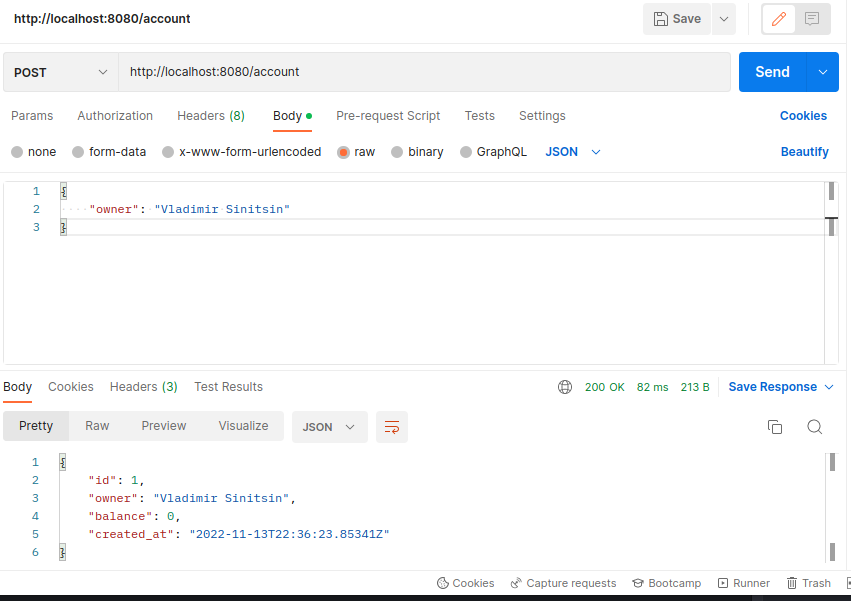 http://localhost:8080/account
Save
POST
http://localhost:8080/account
Send
Params Authorization Headers (8) Body Pre-request Script Tests Settings Cookies
none form-data x-www-form-urlencoded raw binary GraphQL JSON Beautify
1 {
2 "owner": "Vladimir Sinitsin"
3 }
Body Cookies Headers (3) Test Results 200 OK 82 ms 213 B Save Response
Pretty Raw Preview Visualize JSON
1 {
2 "id": 1,
3 "owner": "Vladimir Sinitsin",
4 "balance": 0,
5 "created_at": "2022-11-13T22:36:23.85341Z"
6 }
Cookies Capture requests Bootcamp Runner Trash